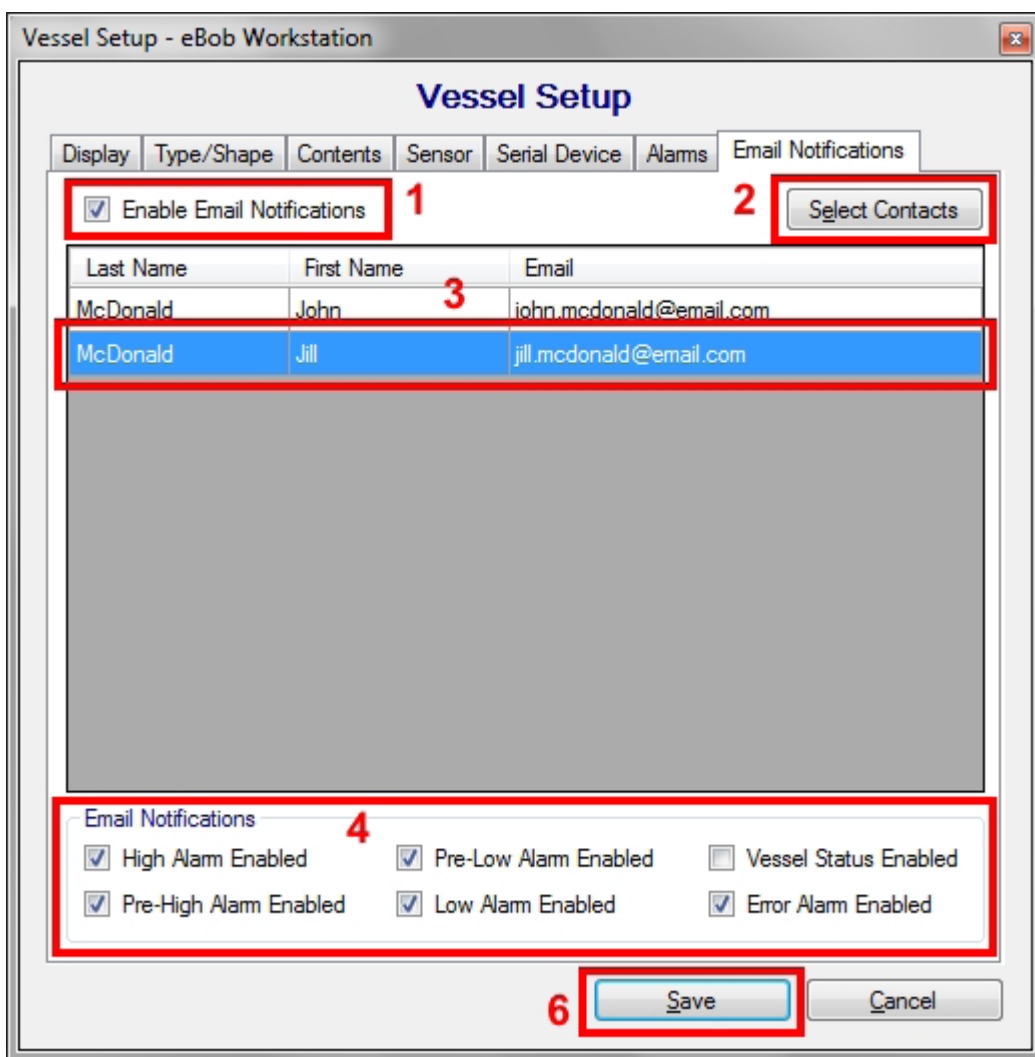 Vessel Setup - eBob Workstation
Vessel Setup
Display Type/Shape Contents Sensor Serial Device Alarms Email Notifications
Enable Email Notifications 1 2 Select Contacts
Last Name First Name Email
3
McDonald John john.mcdonald@email.com
McDonald Jill jill.mcdonald@email.com
Email Notifications 4
High Alarm Enabled Pre-Low Alarm Enabled Vessel Status Enabled
Pre-High Alarm Enabled Low Alarm Enabled Error Alarm Enabled
6 Save Cancel